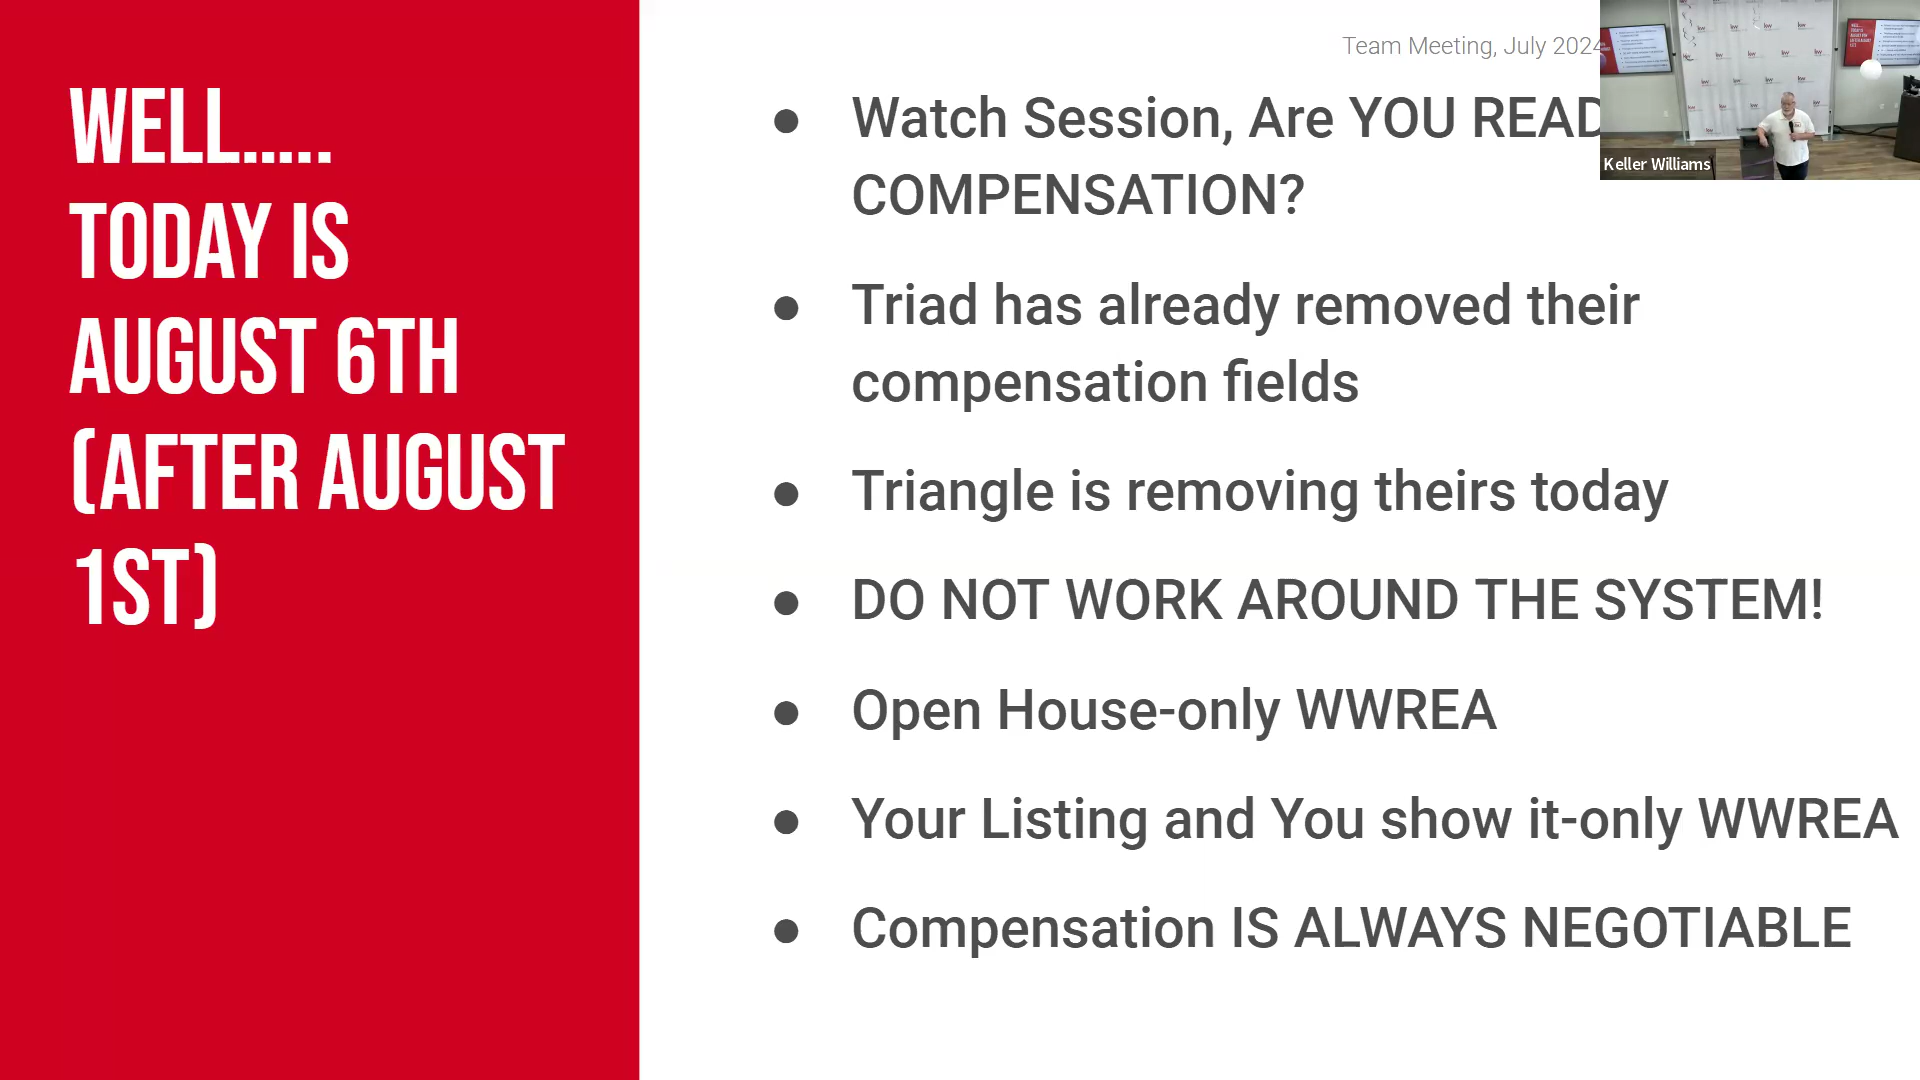 WELL.....
TODAY IS
AUGUST 6TH
(AFTER AUGUST
1ST)
Team Meeting, July 2024
Watch Session, Are YOU READ
COMPENSATION?
Triad has already removed their
compensation fields
Triangle is removing theirs today
DO NOT WORK AROUND THE SYSTEM!
Open House-only WWREA
Your Listing and You show it-only WWREA
Compensation IS ALWAYS NEGOTIABLE
Keller Williams